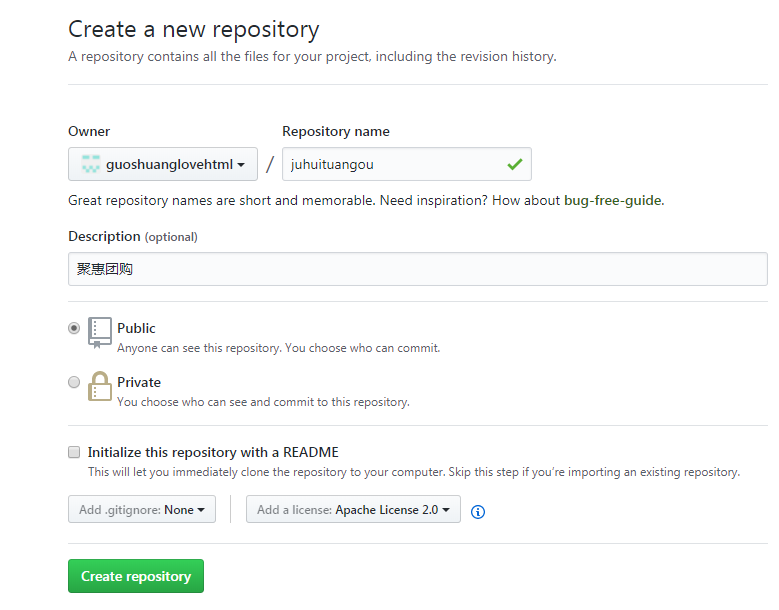 Create a new repository
A repository contains all the files for your project, including the revision history.
Owner
Repository name
guoshuanglovehtml / juhuituangou
Great repository names are short and memorable. Need inspiration? How about bug-free-guide.
Description (optional)
聚惠团购
Public
Anyone can see this repository. You choose who can commit.
Private
You choose who can see and commit to this repository.
Initialize this repository with a README
This will let you immediately clone the repository to your computer. Skip this step if you're importing an existing repository.
Add .gitignore: None
Add a license: Apache License 2.0
Create repository